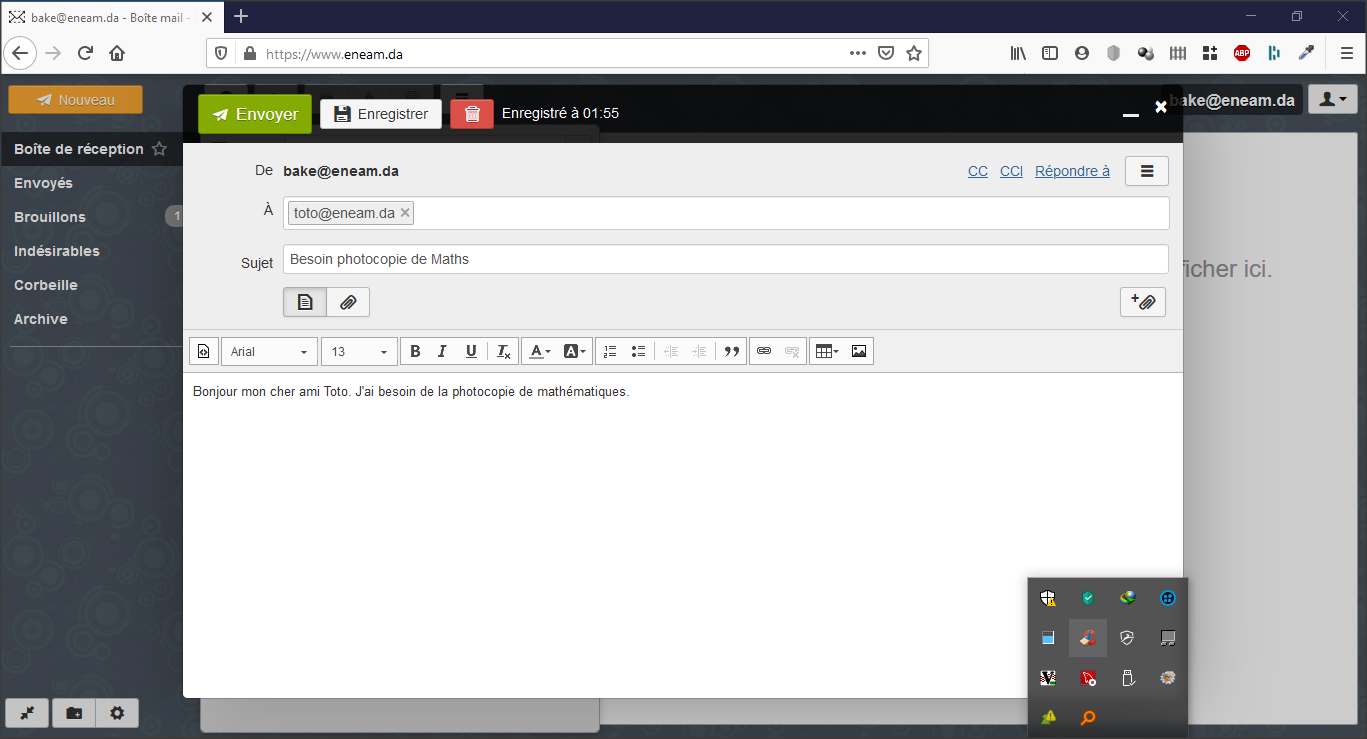 bake@eneam.da - Boîte mail -
https://www.eneam.da
ABP
Nouveau
Envoyer
Enregistrer
Enregistré à 01:55
bake@eneam.da
Boîte de réception
Envoyés
Brouillons
1
Indésirables
Corbeille
Archive
De
bake@eneam.da
CC
CCI
Répondre à
À
toto@eneam.da
Sujet
Besoin photocopie de Maths
ficher ici.
Arial
13
B I U
Bonjour mon cher ami Toto. J'ai besoin de la photocopie de mathématiques.